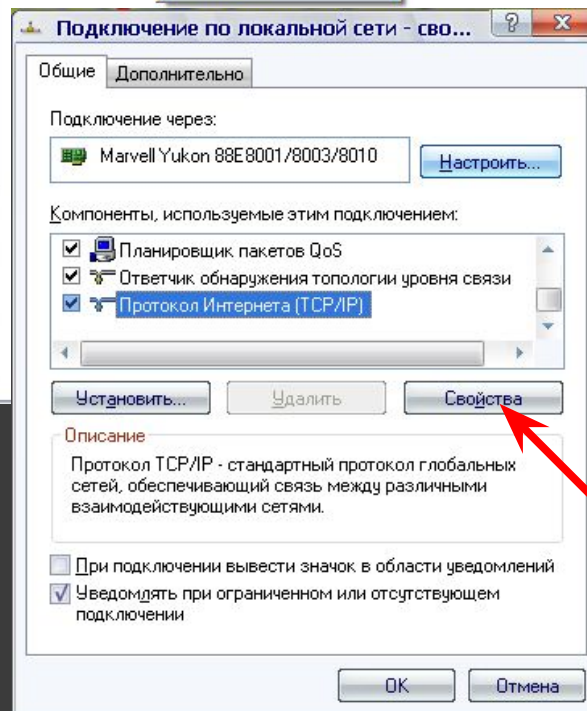 Подключение по локальной сети - сво...
Общие
Дополнительно
Подключение через:
Marvell Yukon 88E8001/8003/8010
Настроить...
Компоненты, используемые этим подключением:
Планировщик пакетов QoS
Ответчик обнаружения топологии уровня связи
Протокол Интернета (TCP/IP)
Установить...
Удалить
Свойства
Описание
Протокол TCP/IP - стандартный протокол глобальных
сетей, обеспечивающий связь между различными
взаимодействующими сетями.
При подключении вывести значок в области уведомлений
Уведомлять при ограниченном или отсутствующем
подключении
OK
Отмена